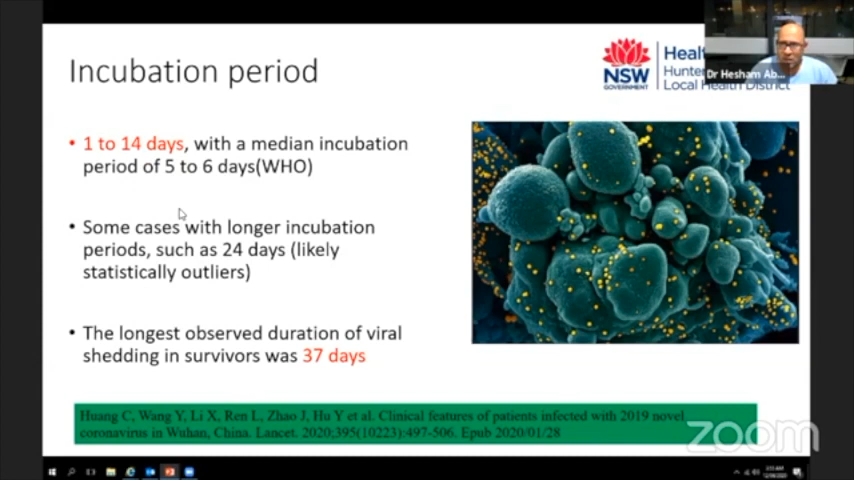 Incubation period
NSW
GOVERNMENT
Healt
Hunter
Local Health District
Dr Hesham Ab...
• 1 to 14 days, with a median incubation
period of 5 to 6 days(WHO)
• Some cases with longer incubation
periods, such as 24 days (likely
statistically outliers)
• The longest observed duration of viral
shedding in survivors was 37 days
Huang C, Wang Y, Li X, Ren L, Zhao J, Hu Y et al. Clinical features of patients infected with 2019 novel
coronavirus in Wuhan, China. Lancet. 2020;395(10223):497-506. Epub 2020/01/28
zoom